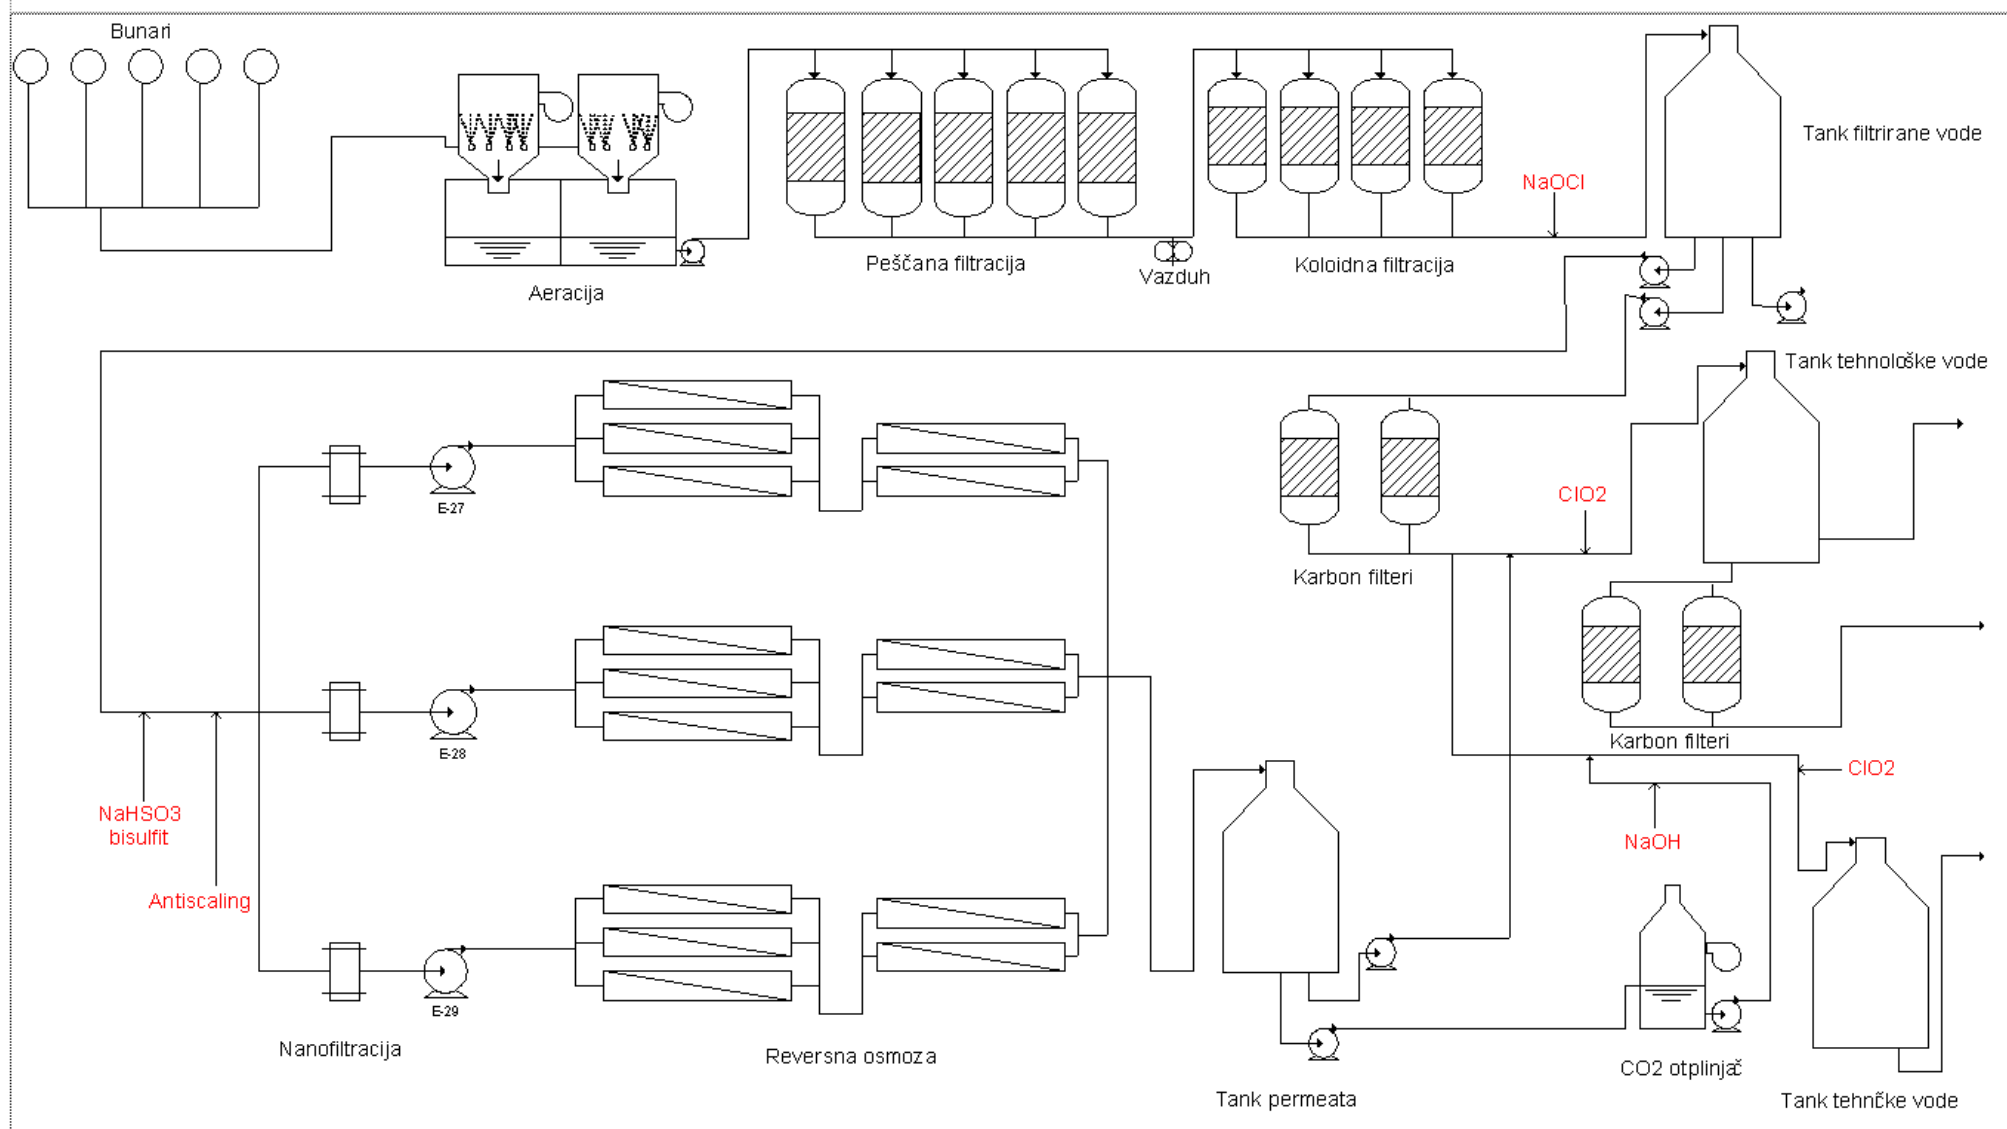 Bunari
Aeracija
Peščana filtracija
Vazduh
Koloidna filtracija
NaOCl
Tank filtrirane vode
Tank tehnološke vode
Karbon filteri
ClO2
Karbon filteri
ClO2
NaOH
E-27
E-28
E-29
NaHSO3
bisulfit
Antiscaling
Nanofiltracija
Reversna osmoza
Tank permeata
CO2 otplinjač
Tank tehnčke vode